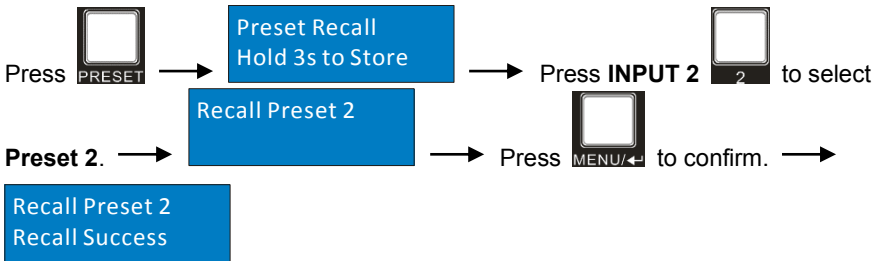 Preset Recall
Hold 3s to Store
Press PRESET Press INPUT 2 2 to select
Recall Preset 2
Preset 2. Press MENU/↵ to confirm.
Recall Preset 2
Recall Success